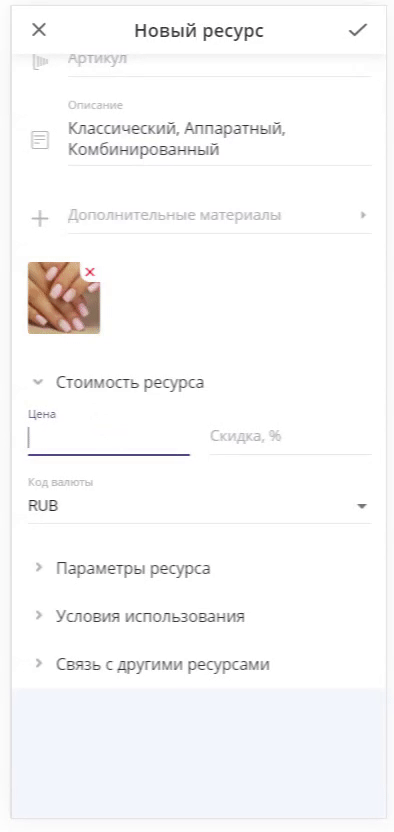 Новый ресурс
Артикул
Описание
Классический, Аппаратный,
Комбинированный
Дополнительные материалы
Стоимость ресурса
Цена
Скидка, %
Код валюты
RUB
Параметры ресурса
Условия использования
Связь с другими ресурсами